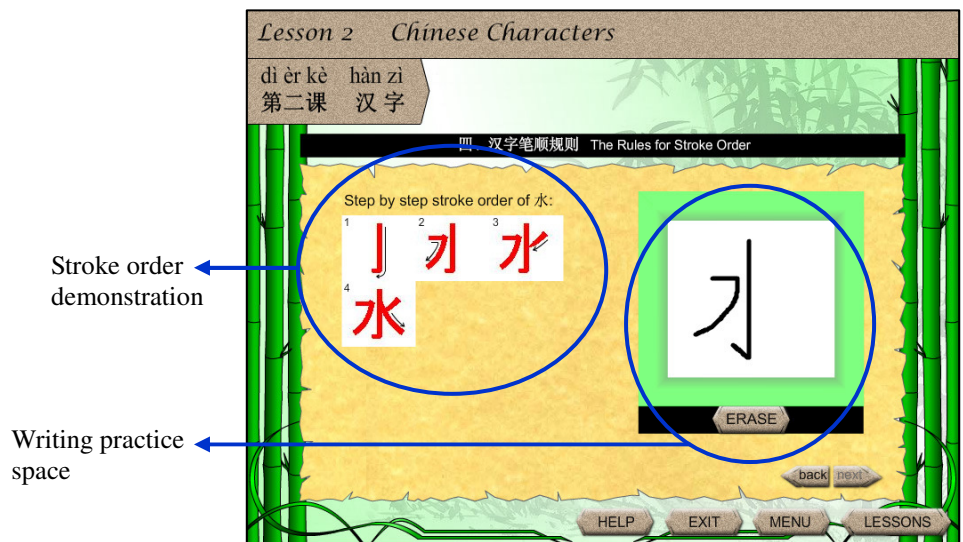 Lesson 2 Chinese Characters
dì èr kè hàn zì
第二课 汉字
四、汉字笔顺规则 The Rules for Stroke Order
Step by step stroke order of 水:
1 2 3
4
水
Stroke order
demonstration
ERASE
Writing practice
space
back next
HELP EXIT MENU LESSONS